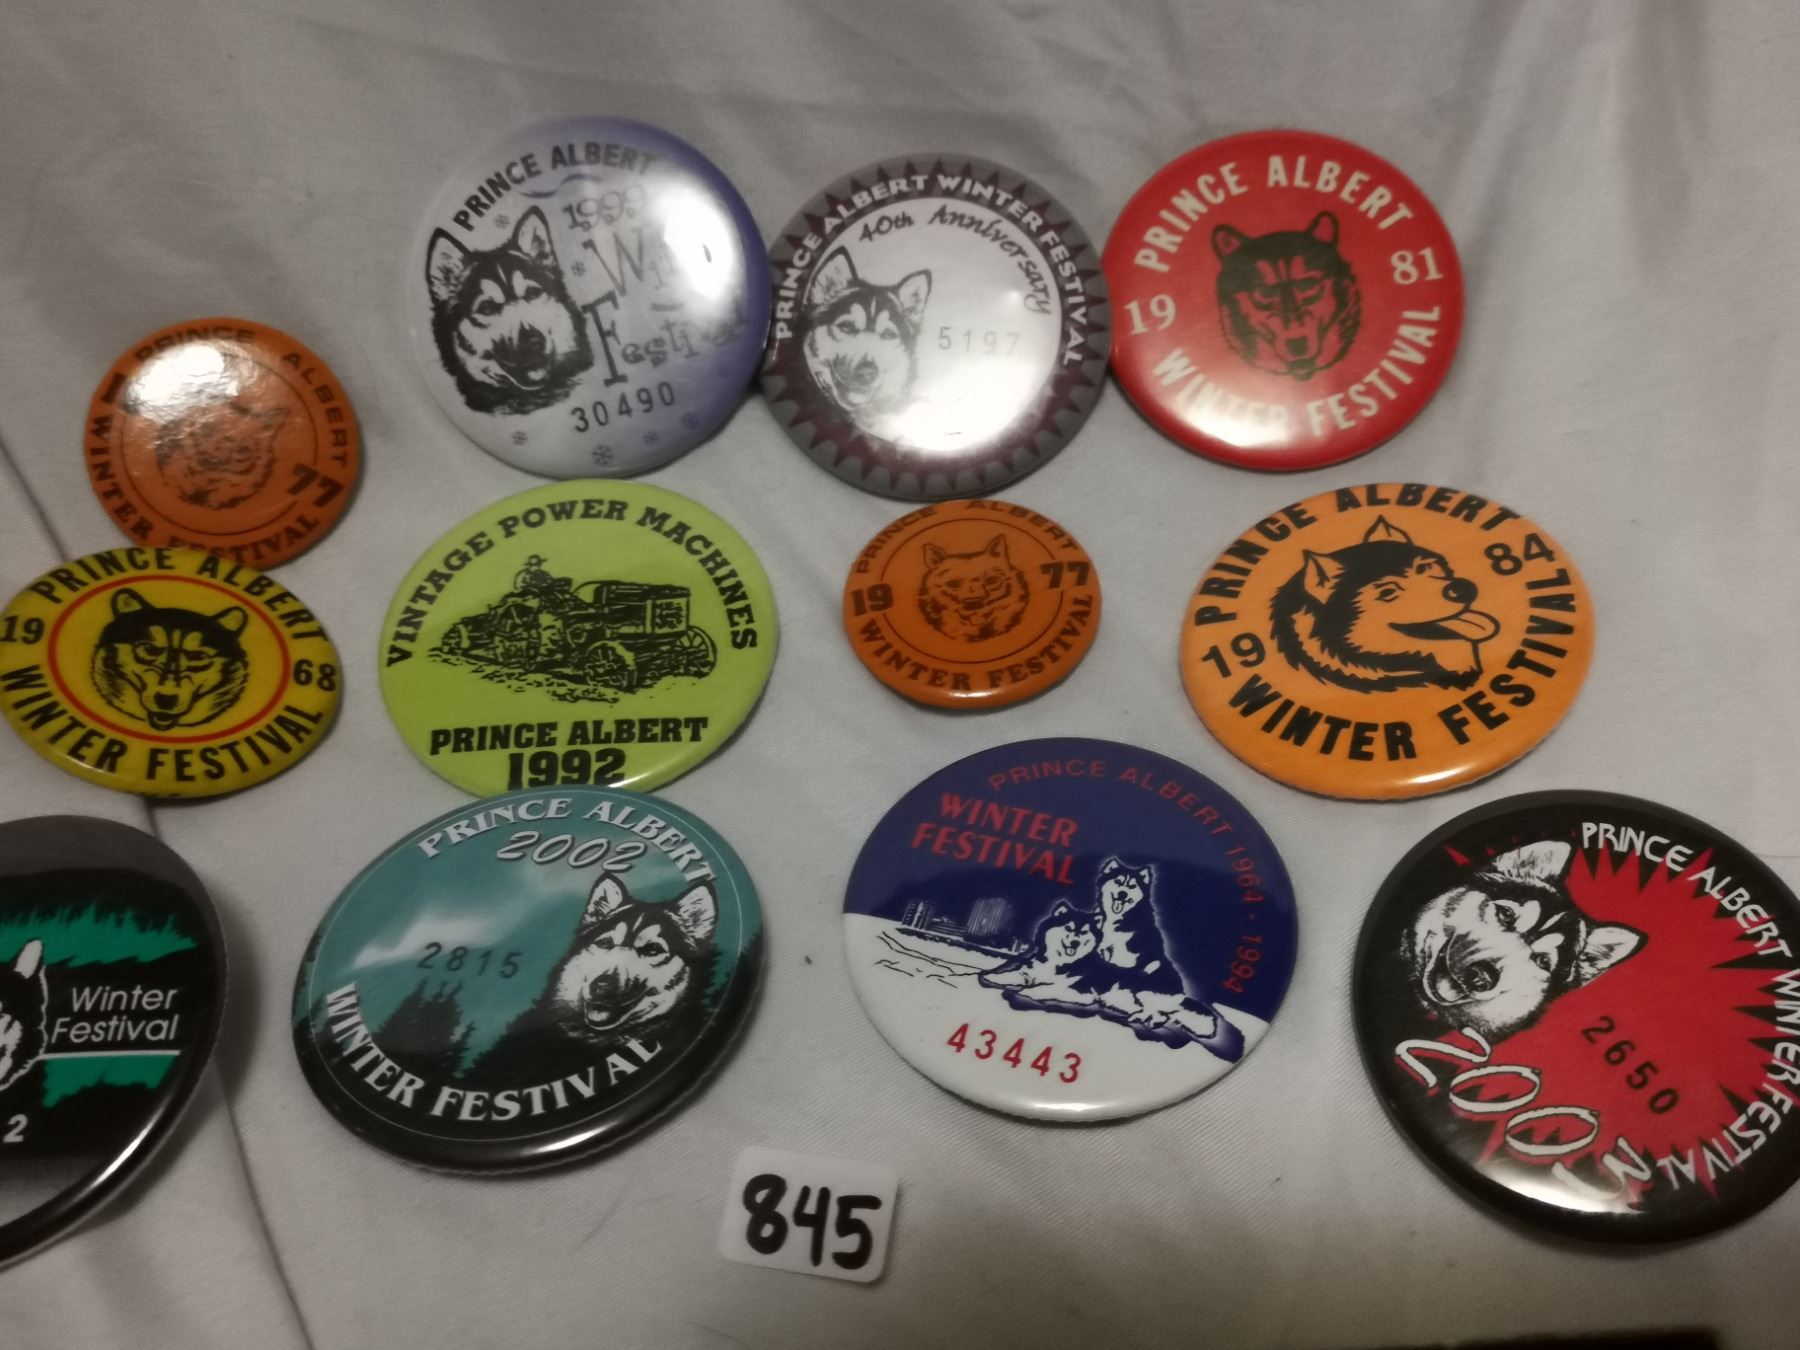 PRINCE ALBERT
1999
Festival
30490
PRINCE ALBERT WINTER FESTIVAL
40th Anniversary
5197
PRINCE ALBERT
19 81
WINTER FESTIVAL
PRINCE ALBERT
77
WINTER FESTIVAL
PRINCE ALBERT
19 68
WINTER FESTIVAL
VINTAGE POWER MACHINES
PRINCE ALBERT
1992
PRINCE ALBERT
19 77
WINTER FESTIVAL
PRINCE ALBERT
19 84
WINTER FESTIVAL
Winter
Festival
2
PRINCE ALBERT
2002
2815
WINTER FESTIVAL
PRINCE ALBERT 1964 - 1994
WINTER
FESTIVAL
43443
PRINCE ALBERT WINTER FESTIVAL
2650
845